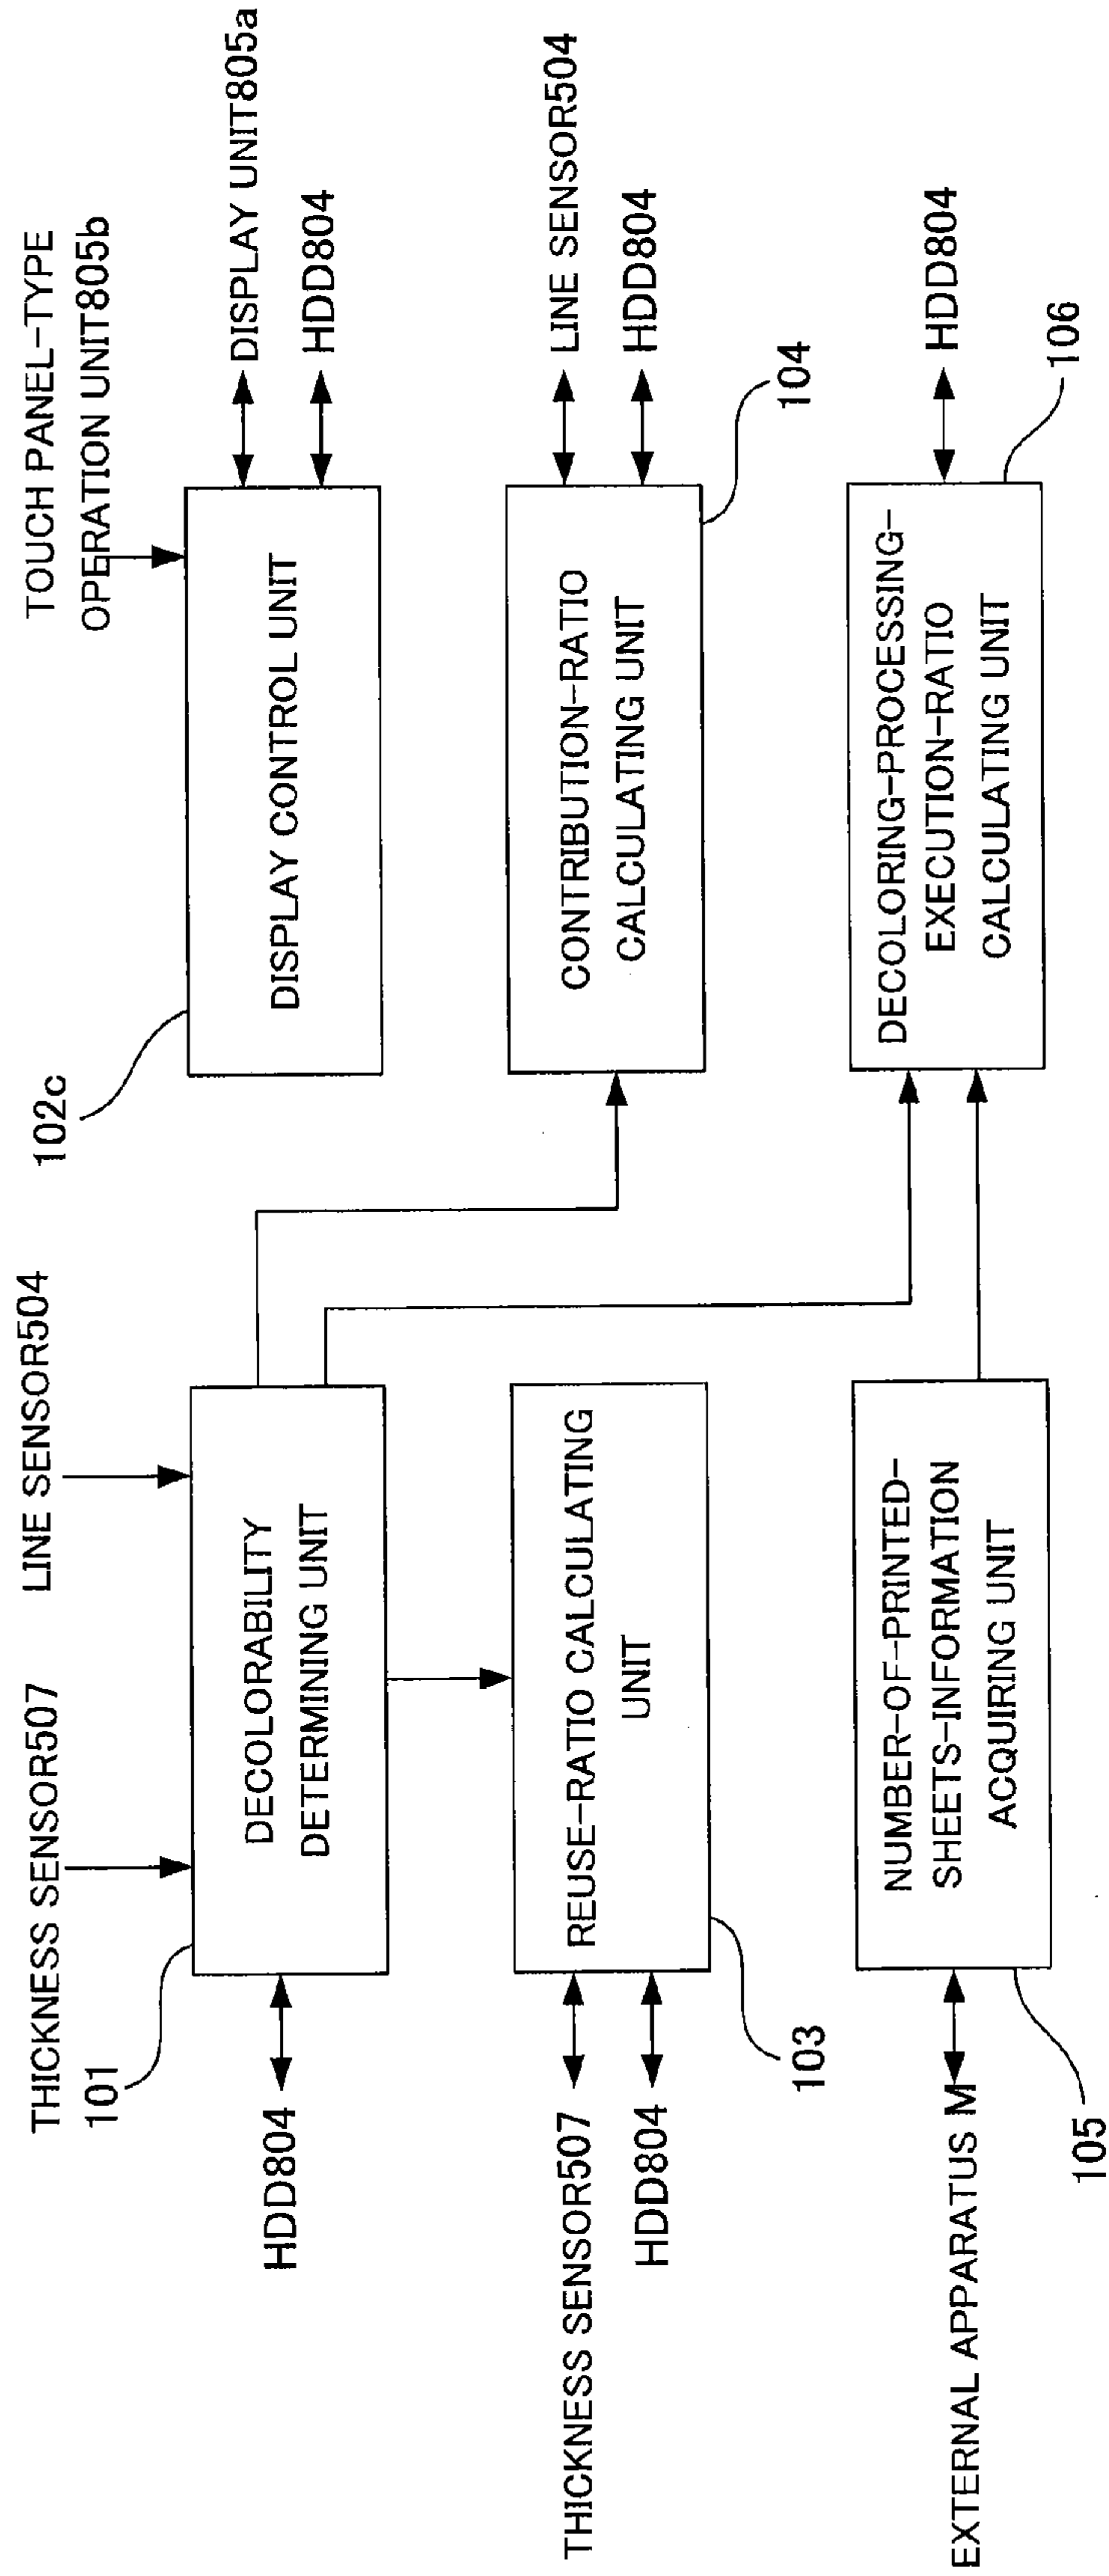 THICKNESS SENSOR507
LINE SENSOR504
TOUCH PANEL-TYPE
OPERATION UNIT805b
101
102c
HDD804
DECOLORABILITY
DETERMINING UNIT
DISPLAY CONTROL UNIT
DISPLAY UNIT805a
HDD804
THICKNESS SENSOR507
HDD804
REUSE-RATIO CALCULATING
UNIT
103
CONTRIBUTION-RATIO
CALCULATING UNIT
LINE SENSOR504
HDD804
104
EXTERNAL APPARATUS M
NUMBER-OF-PRINTED-
SHEETS-INFORMATION
ACQUIRING UNIT
105
DECOLORING-PROCESSING-
EXECUTION-RATIO
CALCULATING UNIT
HDD804
106